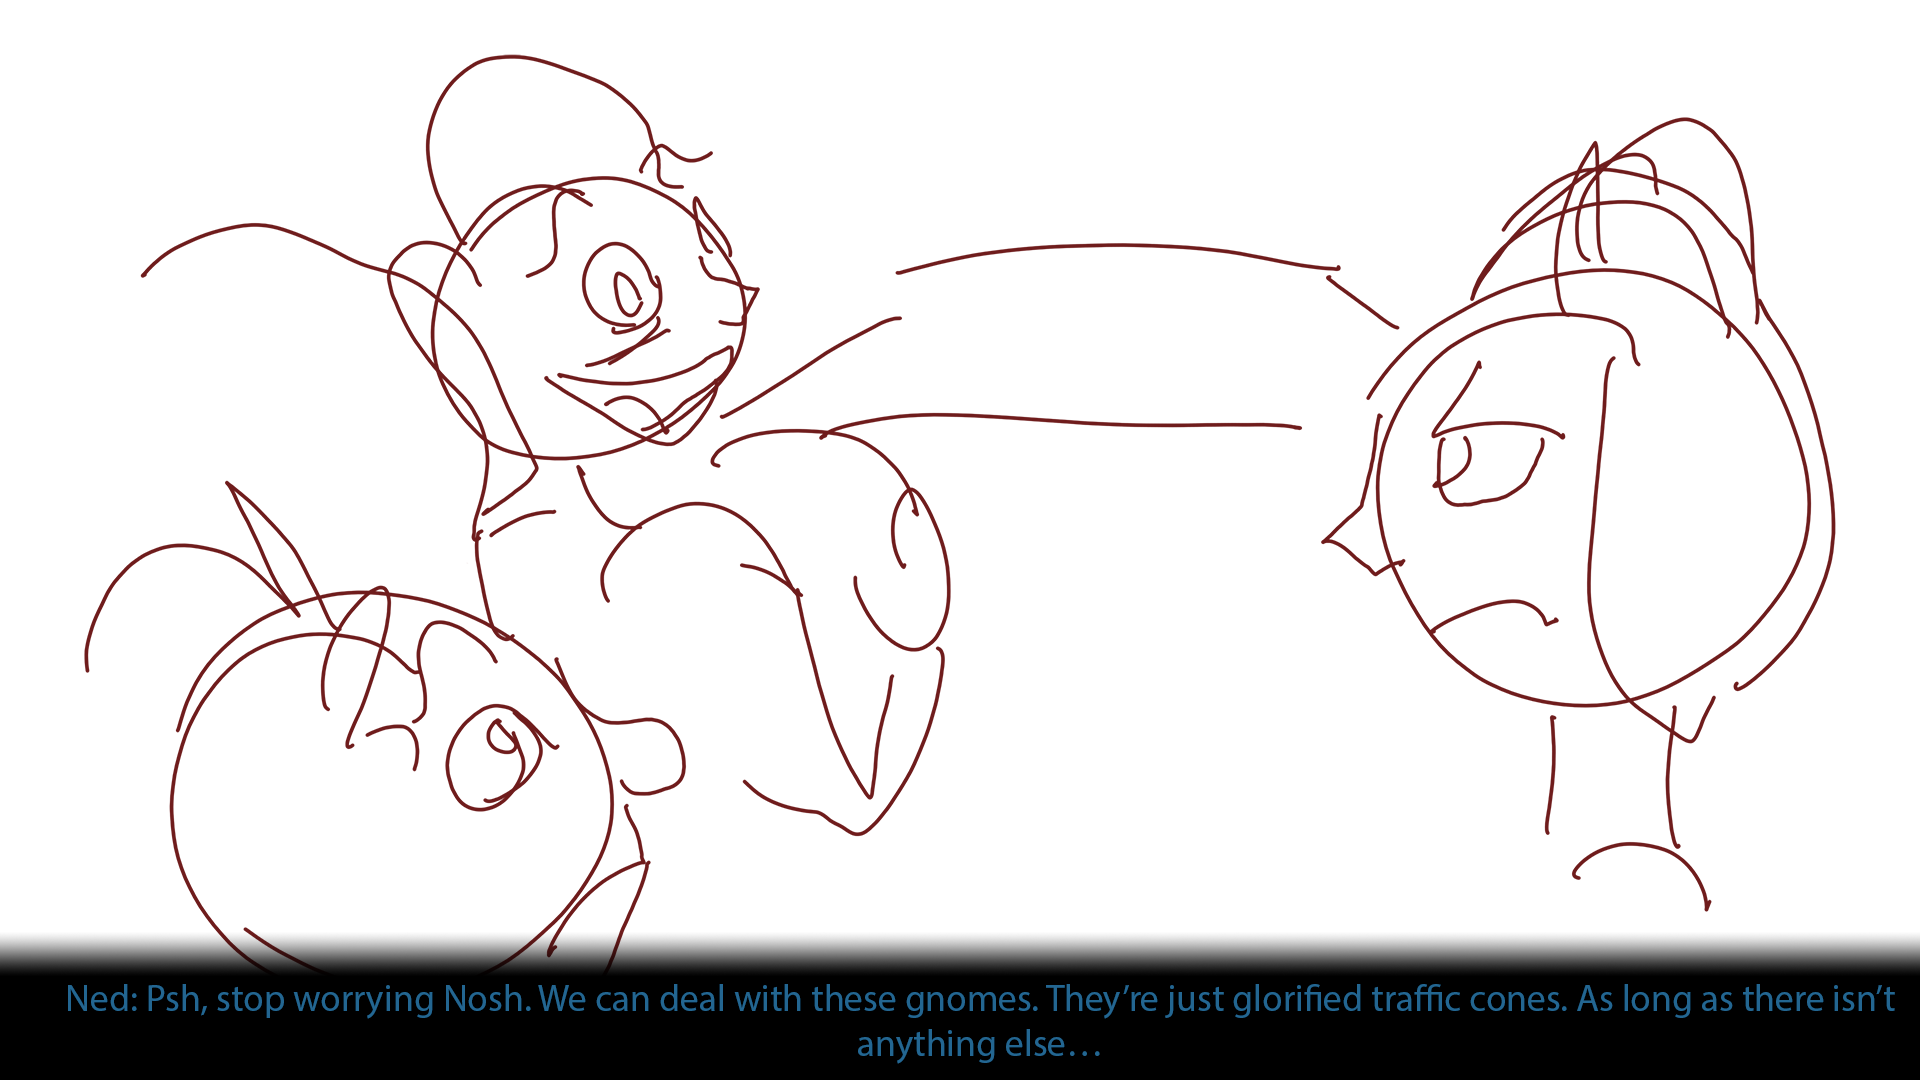 Ned: Psh, stop worrying Nosh. We can deal with these gnomes. They’re just glorified traffic cones. As long as there isn’t
anything else…